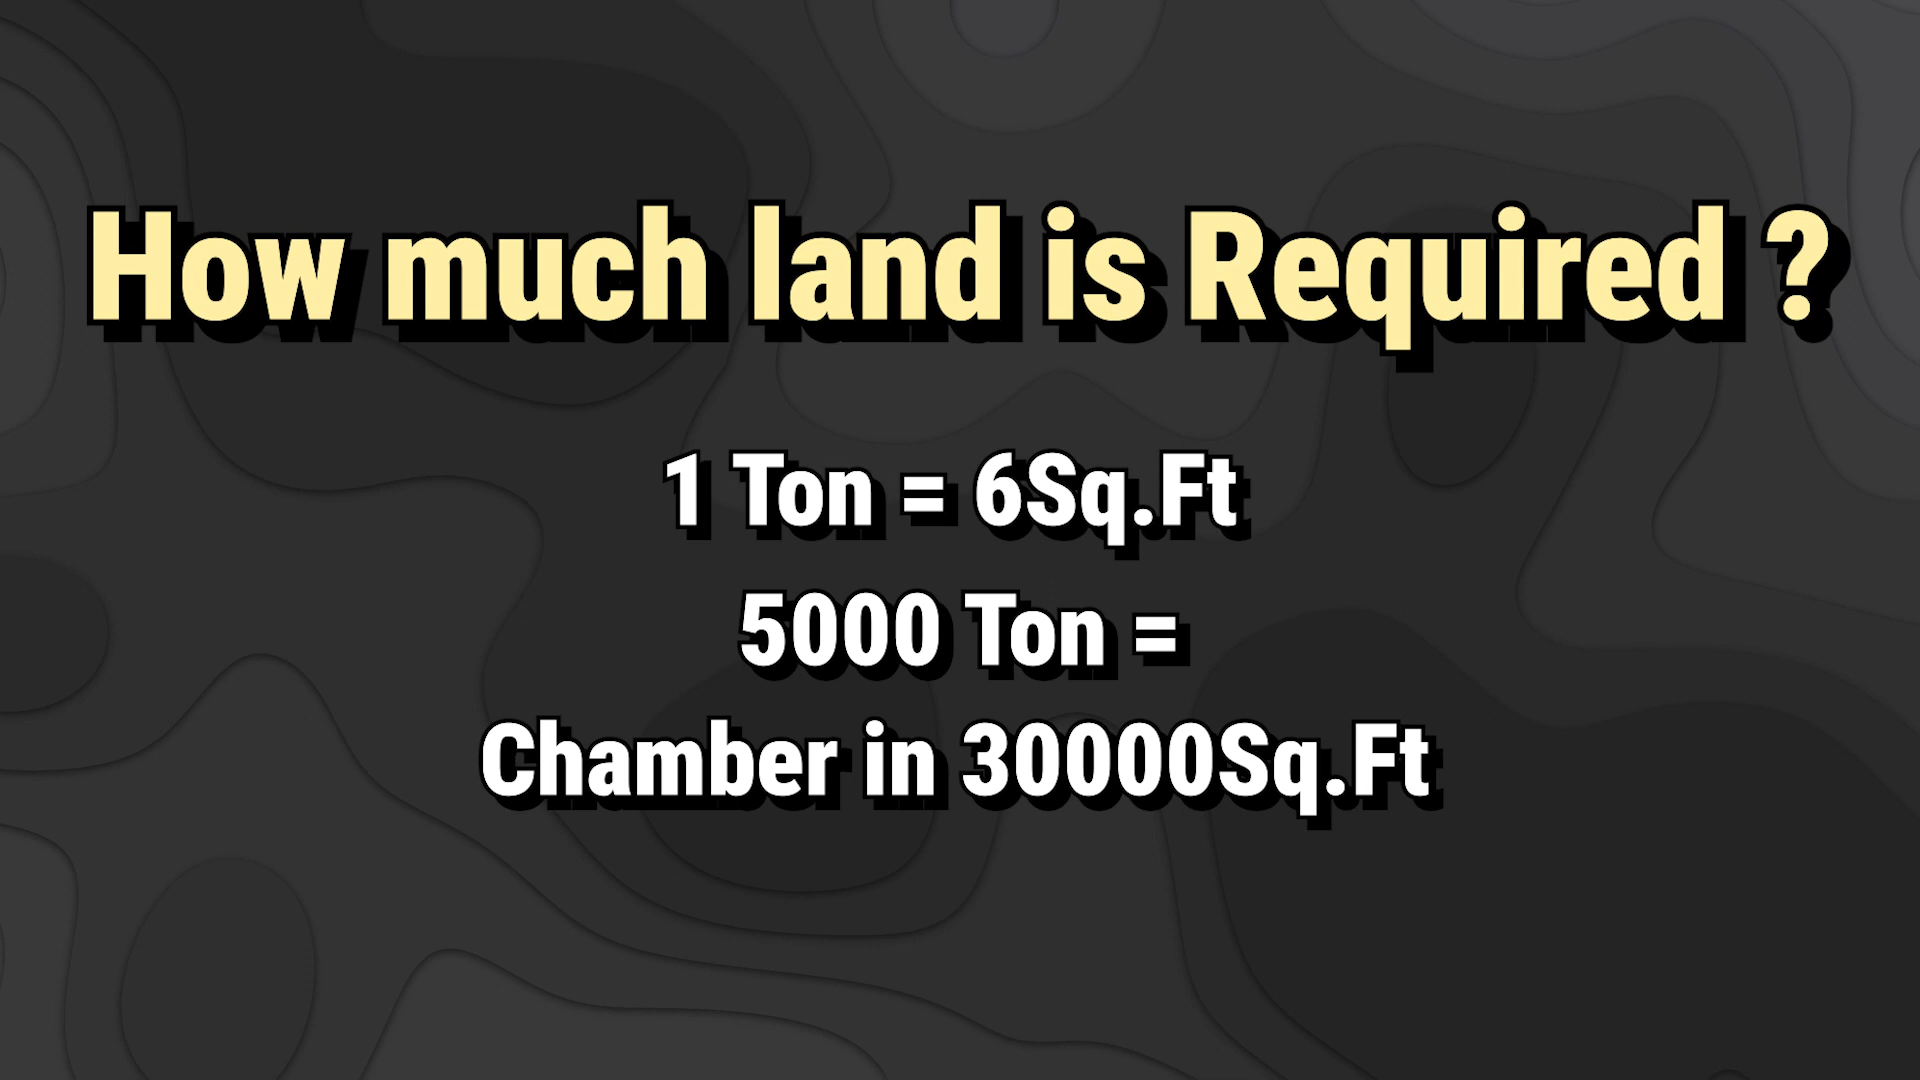 How much land is Required ?
1 Ton = 6Sq.Ft
5000 Ton =
Chamber in 30000Sq.Ft